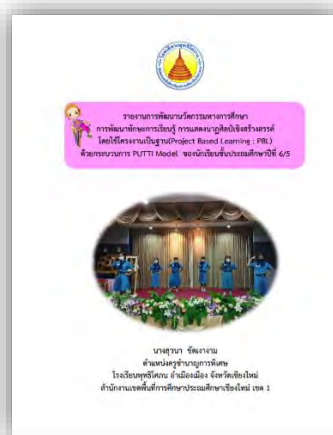 รายงานการพัฒนานวัตกรรมทางการศึกษา
การพัฒนาทักษะการเรียนรู้ การแสดงนาฏศิลป์เชิงสร้างสรรค์
โดยใช้โครงงานเป็นฐาน(Project Based Learning : PBL)
ด้วยกระบวนการ PUTTI Model ของนักเรียนชั้นประถมศึกษาปีที่ 6/5
นางสุวนา ชัดเงางาม
ตำแหน่งครูชำนาญการพิเศษ
โรงเรียนพุทธิโศภน อำเภอเมือง จังหวัดเชียงใหม่
สำนักงานเขตพื้นที่การศึกษาประถมศึกษาเชียงใหม่ เขต 1